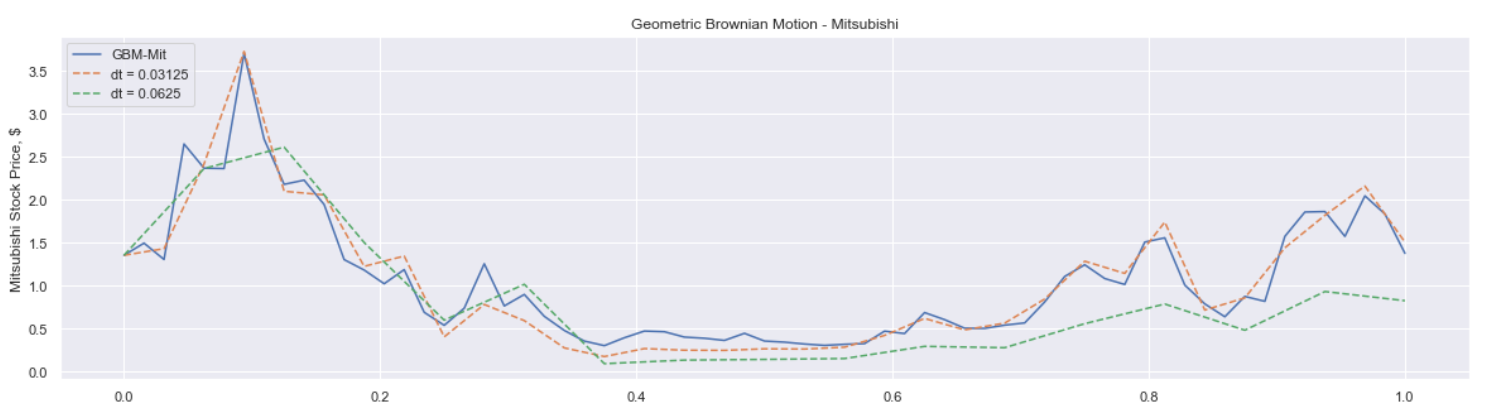 Geometric Brownian Motion - Mitsubishi
GBM-Mit
dt = 0.03125
dt = 0.0625
Mitsubishi Stock Price, $
3.5
3.0
2.5
2.0
1.5
1.0
0.5
0.0
0.0 0.2 0.4 0.6 0.8 1.0